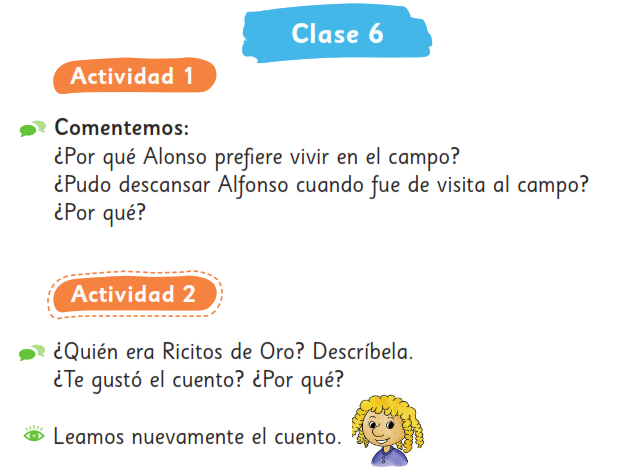 Clase 6
Actividad 1
Comentemos:
¿Por qué Alonso prefiere vivir en el campo?
¿Pudo descansar Alfonso cuando fue de visita al campo?
¿Por qué?
Actividad 2
¿Quién era Ricitos de Oro? Descríbela.
¿Te gustó el cuento? ¿Por qué?
Leamos nuevamente el cuento.